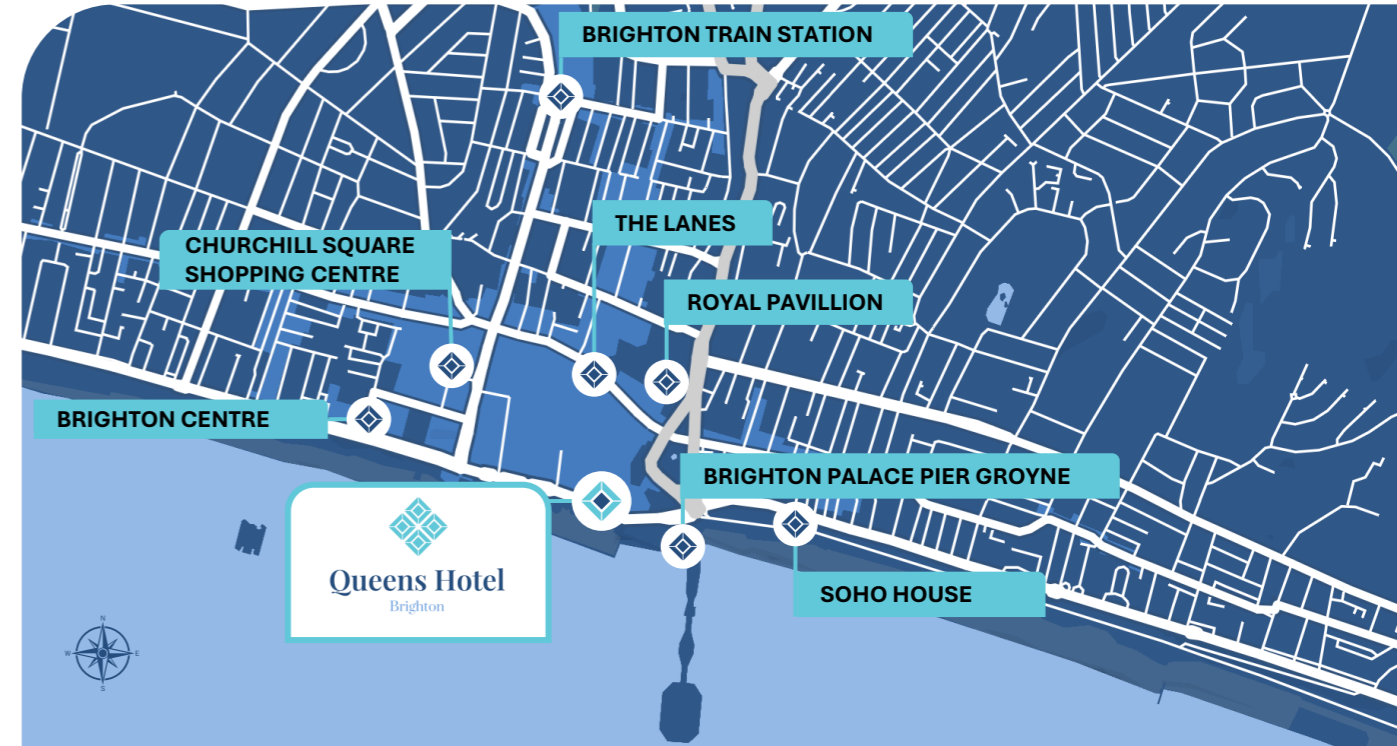 BRIGHTON TRAIN STATION
THE LANES
CHURCHILL SQUARE
SHOPPING CENTRE
ROYAL PAVILLION
BRIGHTON CENTRE
BRIGHTON PALACE PIER GROYNE
Queens Hotel
Brighton
SOHO HOUSE
N
W
E
S